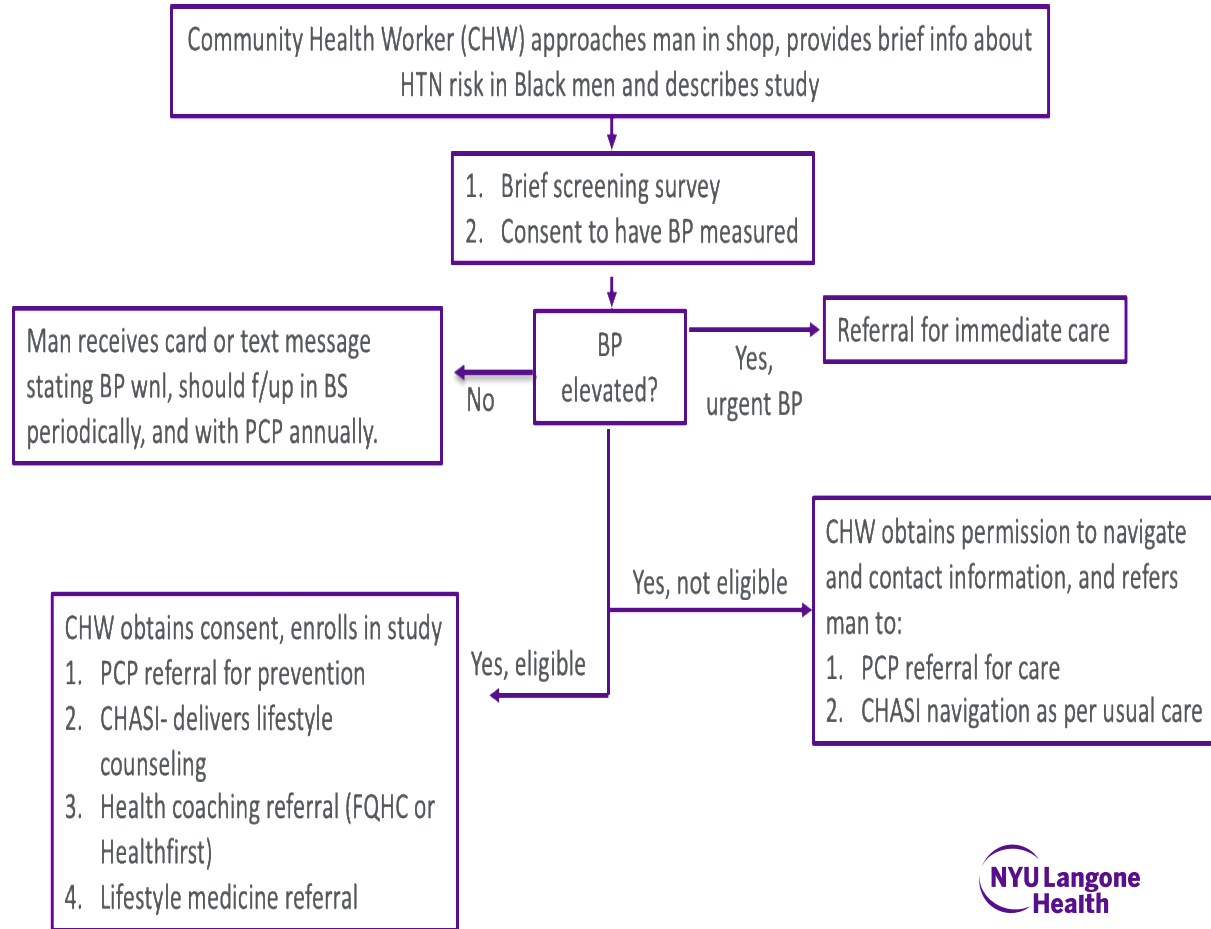 Community Health Worker (CHW) approaches man in shop, provides brief info about
HTN risk in Black men and describes study
1. Brief screening survey
2. Consent to have BP measured
BP
elevated?
Yes,
urgent BP
Referral for immediate care
No
Man receives card or text message
stating BP wnl, should f/up in BS
periodically, and with PCP annually.
Yes, not eligible
CHW obtains permission to navigate
and contact information, and refers
man to:
1. PCP referral for care
2. CHASI navigation as per usual care
Yes, eligible
CHW obtains consent, enrolls in study
1. PCP referral for prevention
2. CHASI- delivers lifestyle
counseling
3. Health coaching referral (FQHC or
Healthfirst)
4. Lifestyle medicine referral
NYU Langone
Health